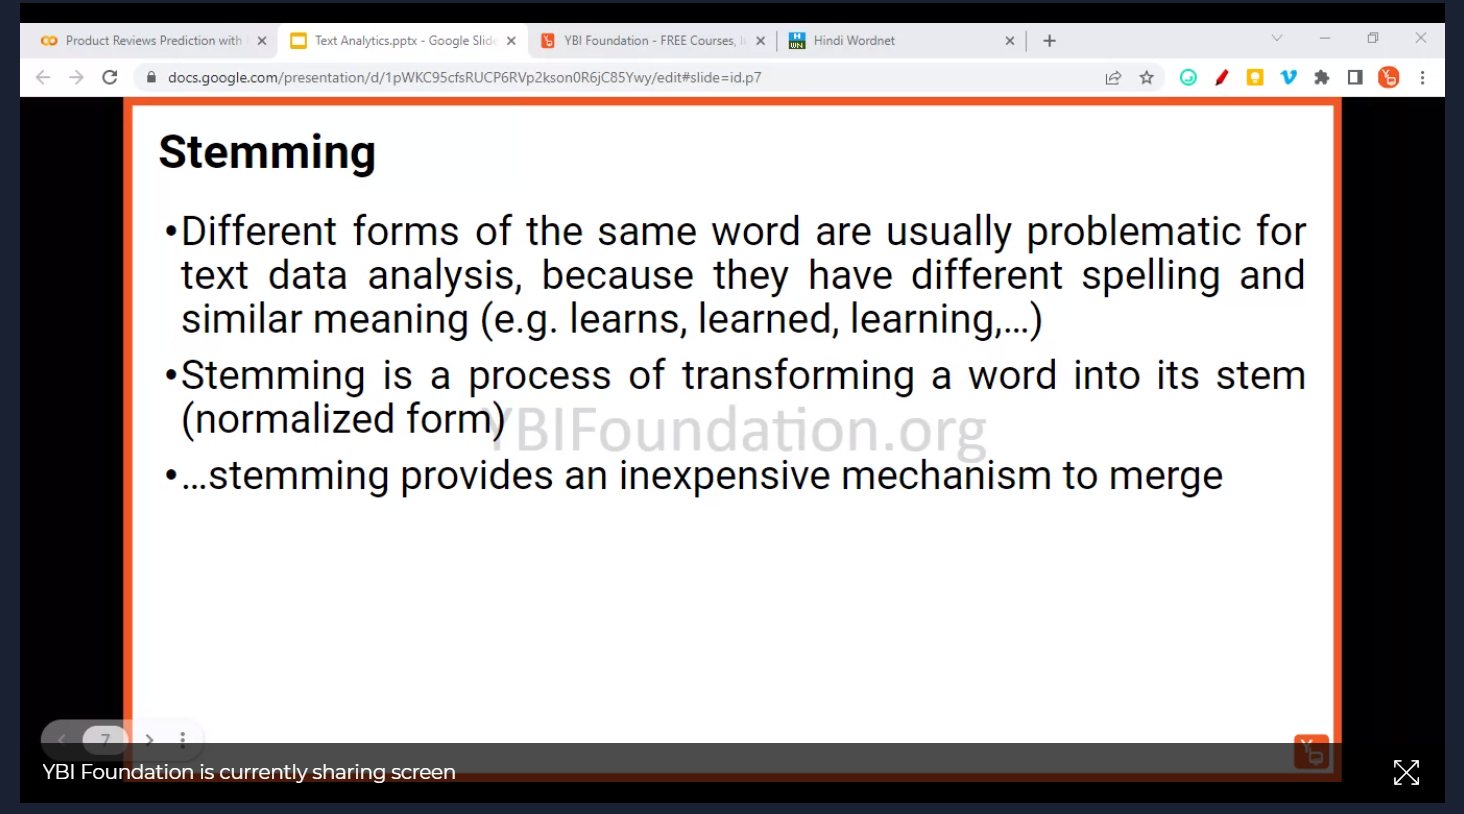 Product Reviews Prediction with
Text Analytics.pptx - Google Slide
YBI Foundation - FREE Courses,
Hindi Wordnet
docs.google.com/presentation/d/1pWKC95cfsRUCP6RVp2kson0R6jC85Ywy/edit#slide=id.p7
Stemming
•Different forms of the same word are usually problematic for
text data analysis, because they have different spelling and
similar meaning (e.g. learns, learned, learning,...)
•Stemming is a process of transforming a word into its stem
(normalized form)
YBIFoundation.org
•...stemming provides an inexpensive mechanism to merge
7
YBI Foundation is currently sharing screen